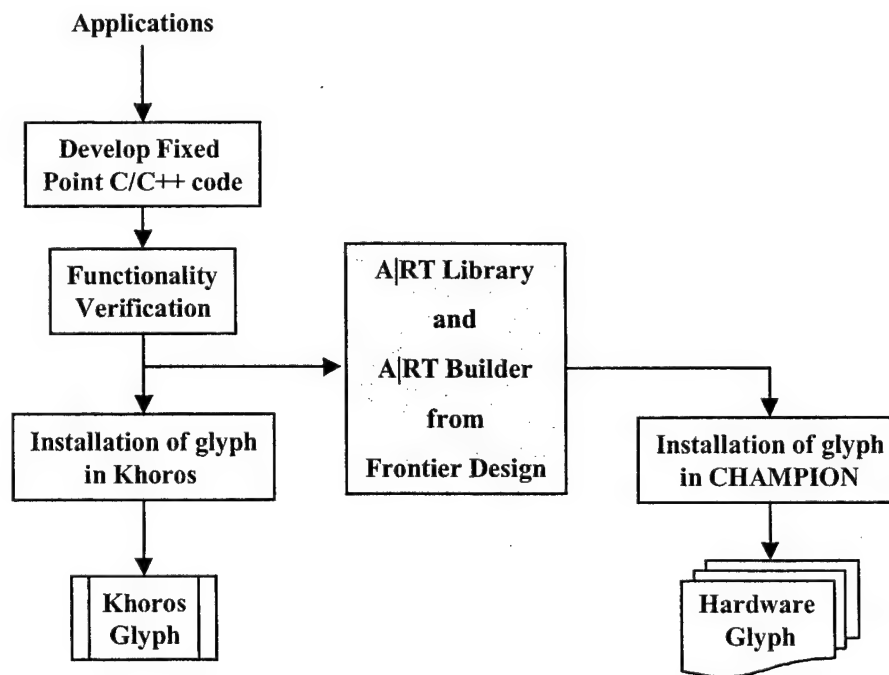 Applications
Develop Fixed
Point C/C++ code
Functionality
Verification
A|RT Library
and
A|RT Builder
from
Frontier Design
Installation of glyph
in Khoros
Installation of glyph
in CHAMPION
Khoros
Glyph
Hardware
Glyph